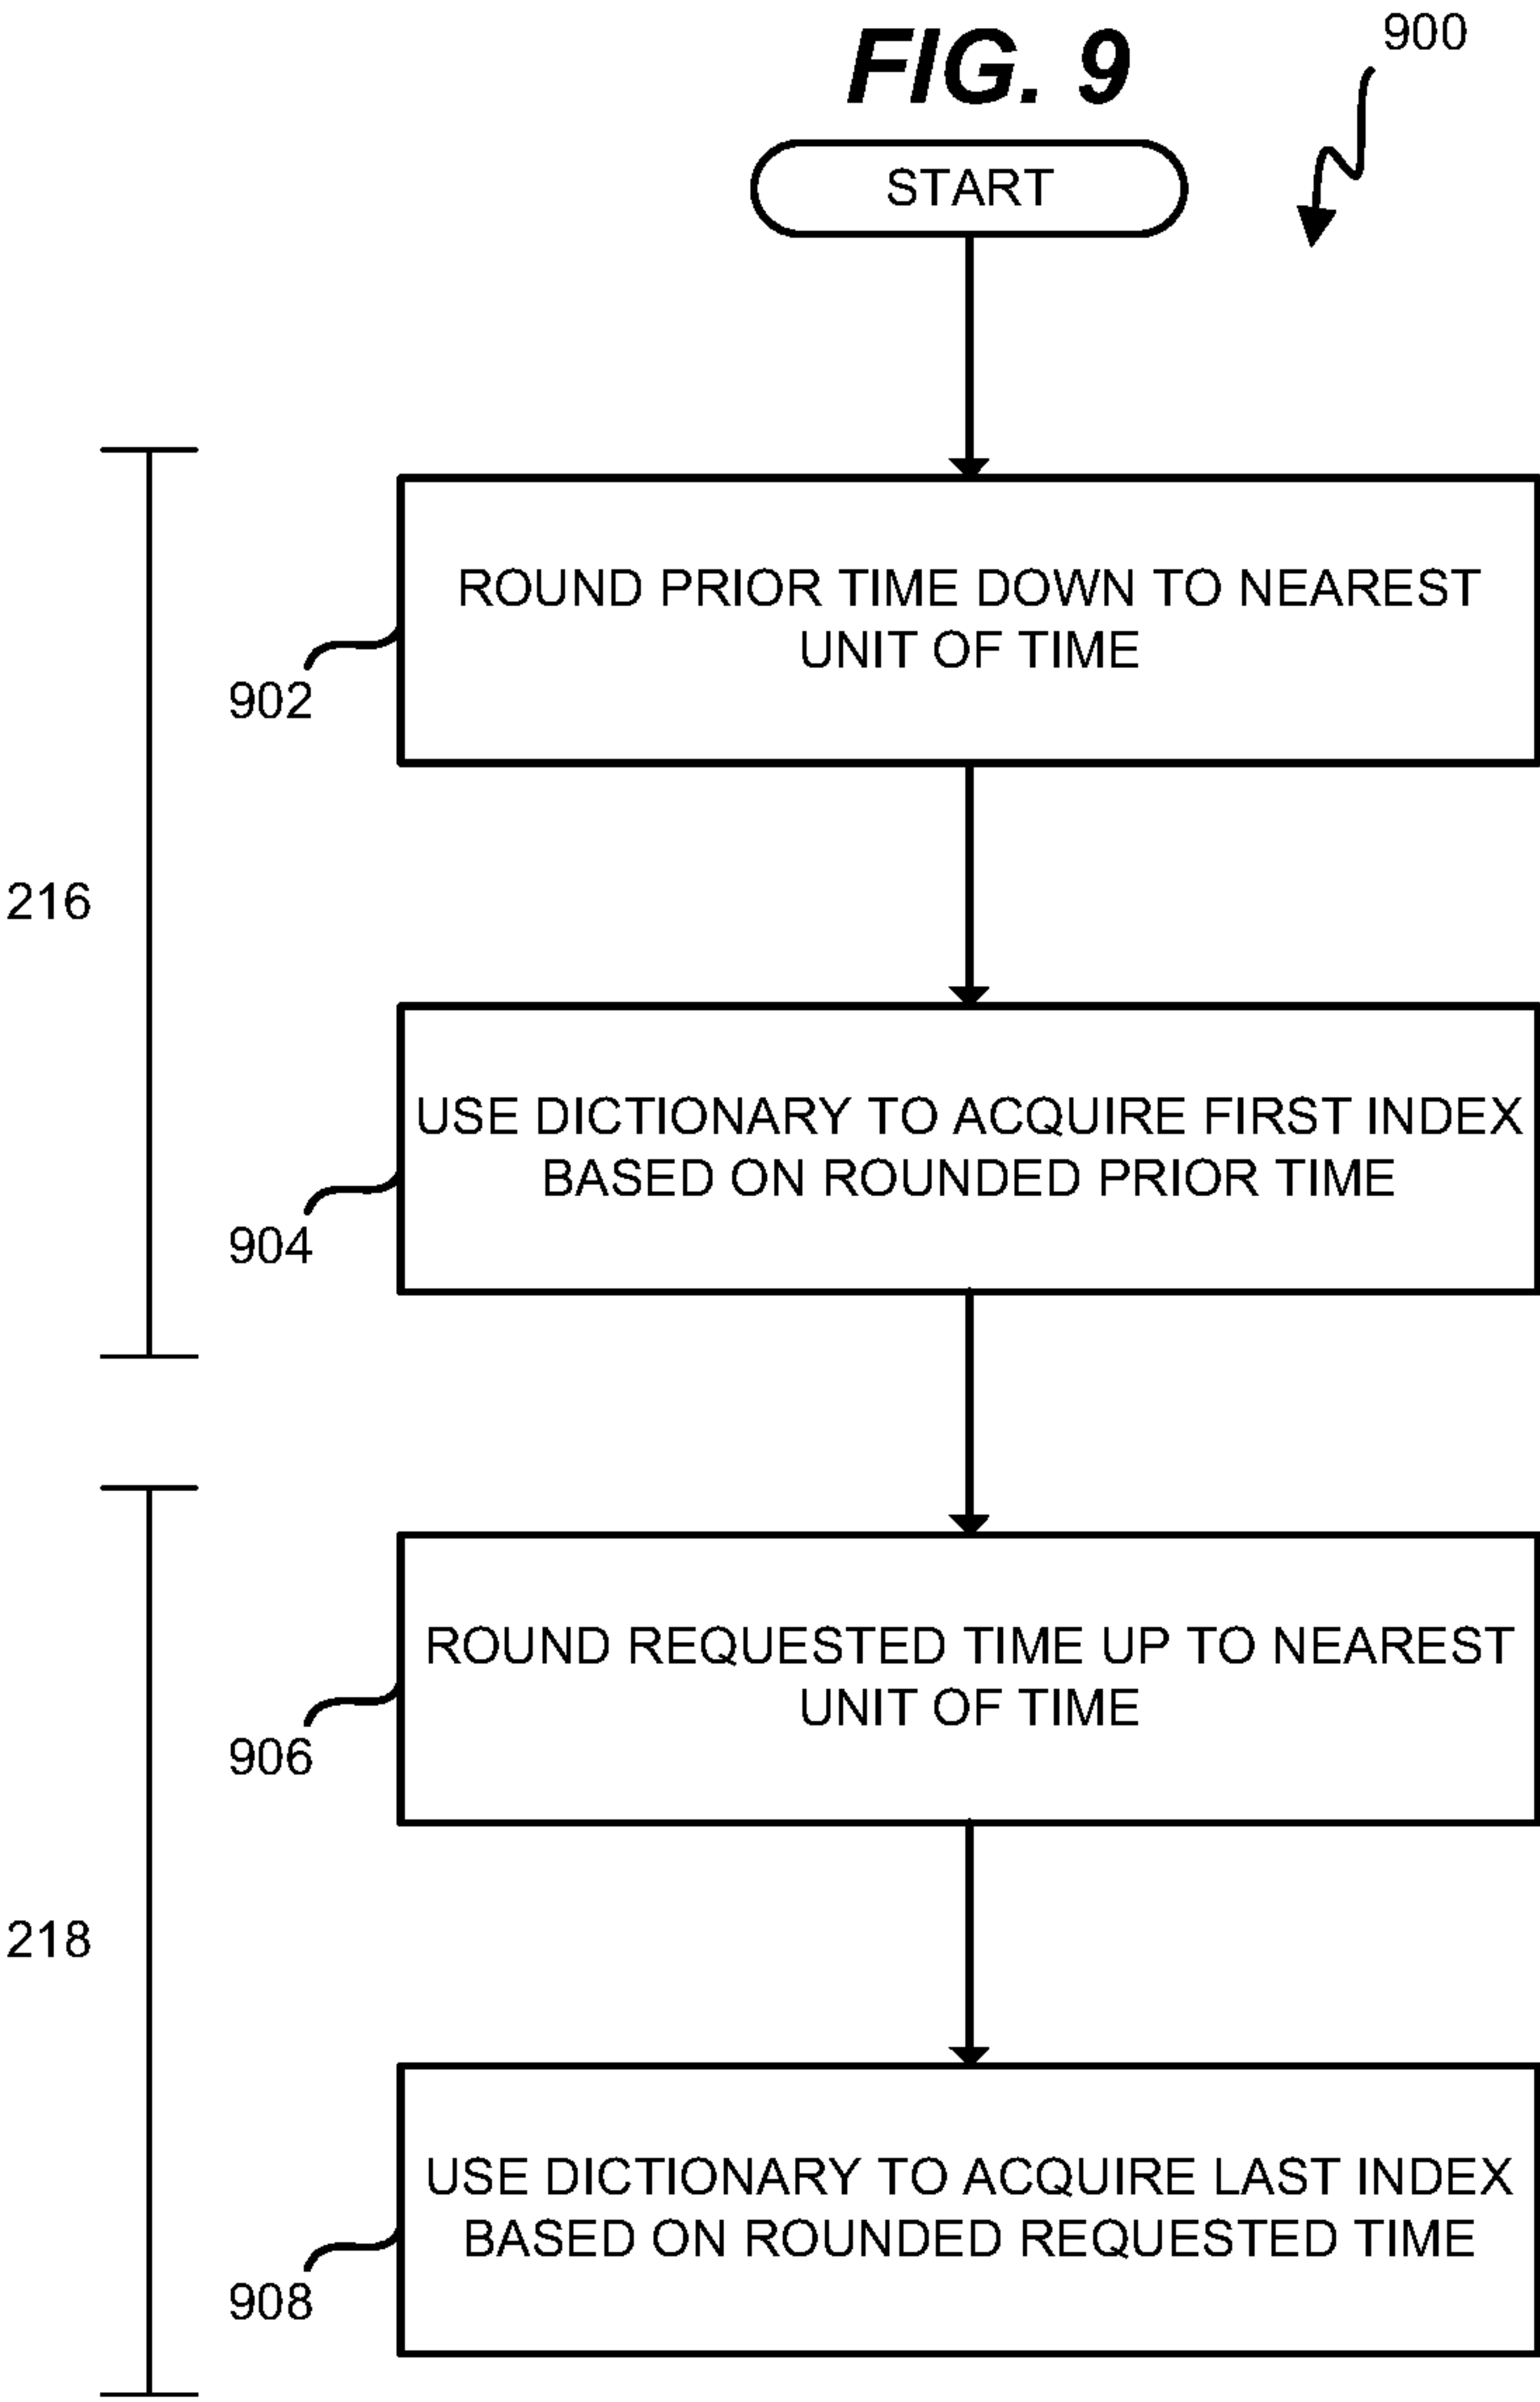 FIG. 9
900
START
ROUND PRIOR TIME DOWN TO NEAREST
UNIT OF TIME
902
216
USE DICTIONARY TO ACQUIRE FIRST INDEX
BASED ON ROUNDED PRIOR TIME
904
ROUND REQUESTED TIME UP TO NEAREST
UNIT OF TIME
906
218
USE DICTIONARY TO ACQUIRE LAST INDEX
BASED ON ROUNDED REQUESTED TIME
908